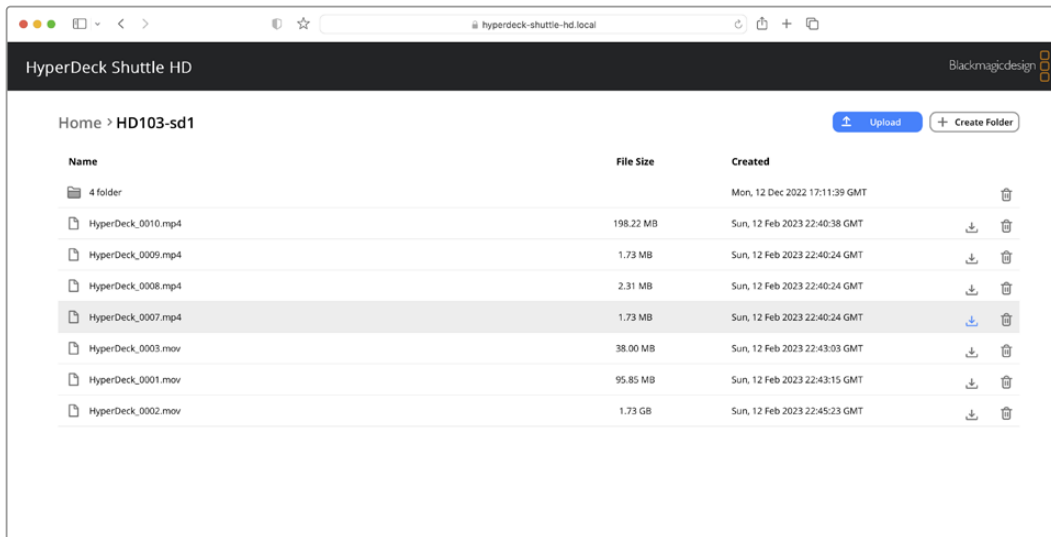 hyperdeck-shuttle-hd.local
HyperDeck Shuttle HD
Blackmagicdesign
Home > HD103-sd1
Upload
+ Create Folder
Name File Size Created
4 folder Mon, 12 Dec 2022 17:11:39 GMT
HyperDeck_0010.mp4 198.22 MB Sun, 12 Feb 2023 22:40:38 GMT
HyperDeck_0009.mp4 1.73 MB Sun, 12 Feb 2023 22:40:24 GMT
HyperDeck_0008.mp4 2.31 MB Sun, 12 Feb 2023 22:40:24 GMT
HyperDeck_0007.mp4 1.73 MB Sun, 12 Feb 2023 22:40:24 GMT
HyperDeck_0003.mov 38.00 MB Sun, 12 Feb 2023 22:43:03 GMT
HyperDeck_0001.mov 95.85 MB Sun, 12 Feb 2023 22:43:15 GMT
HyperDeck_0002.mov 1.73 GB Sun, 12 Feb 2023 22:45:23 GMT